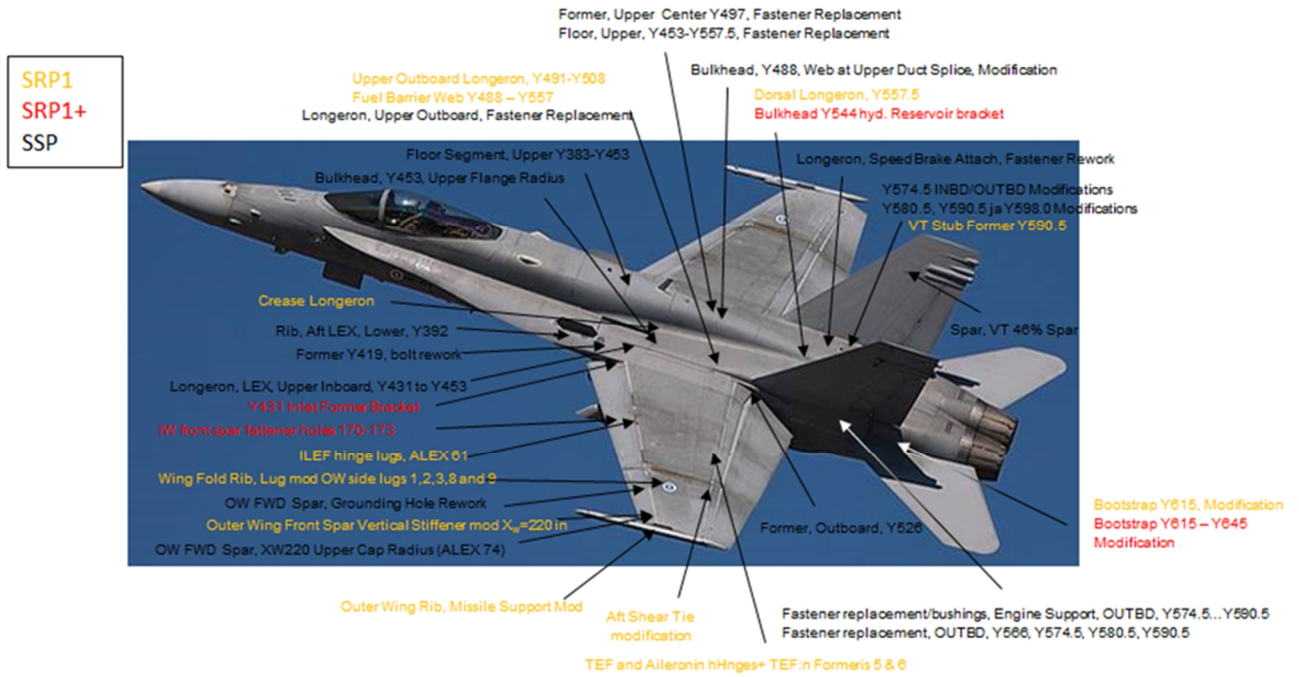 Former, Upper Center Y497, Fastener Replacement
Floor, Upper, Y453-Y557.5, Fastener Replacement
SRP1
SRP1+
SSP
Upper Outboard Longeron, Y491-Y508
Fuel Barrier Web Y488 – Y557
Longeron, Upper Outboard, Fastener Replacement
Bulkhead, Y488, Web at Upper Duct Splice, Modification
Dorsal Longeron, Y557.5
Bulkhead Y544 hyd. Reservoir bracket
Floor Segment, Upper Y383-Y453
Bulkhead, Y453, Upper Flange Radius
Longeron, Speed Brake Attach, Fastener Rework
Y574.5 INBD/OUTBD Modifications
Y580.5, Y590.5 ja Y598.0 Modifications
VT Stub Former Y590.5
Crease Longeron
Rib, Aft LEX, Lower, Y392
Former Y419, bolt rework
Spar, VT 46% Spar
Longeron, LEX, Upper Inboard, Y431 to Y453
Y431 Inlet Former Bracket
IW front spar fattener holes 170-173
ILEF hinge lugs, ALEX 61
Wing Fold Rib, Lug mod OW side lugs 1,2,3,8 and 9
OW FWD Spar, Grounding Hole Rework
Outer Wing Front Spar Vertical Stiffener mod Xw=220 in
OW FWD Spar, XW220 Upper Cap Radius (ALEX 74)
Former, Outboard, Y526
Bootstrap Y615, Modification
Bootstrap Y615 – Y645
Modification
Outer Wing Rib, Missile Support Mod
Aft Shear Tie
modification
Fastener replacement/bushings, Engine Support, OUTBD, Y574.5...Y590.5
Fastener replacement, OUTBD, Y566, Y574.5, Y580.5, Y590.5
TEF and Aileronin hHnges+ TEF:n Formeris 5 & 6